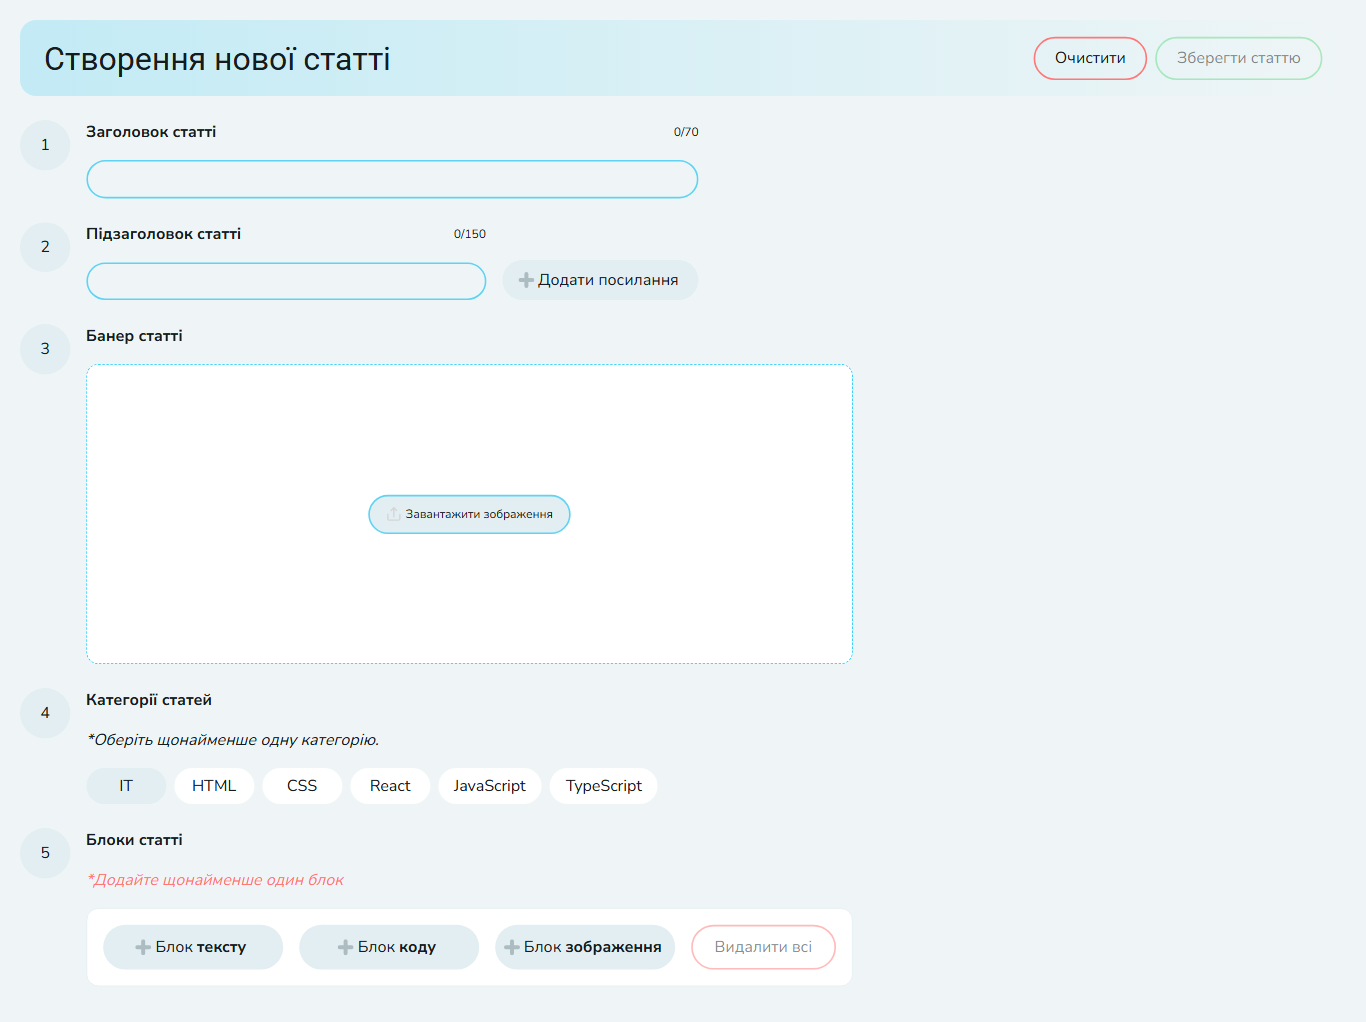 Створення нової статті
Очистити
Зберегти статтю
1
Заголовок статті
0/70
2
Підзаголовок статті
0/150
Додати посилання
3
Банер статті
Завантажити зображення
4
Категорії статей
*Оберіть щонайменше одну категорію.
IT
HTML
CSS
React
JavaScript
TypeScript
5
Блоки статті
*Додайте щонайменше один блок
Блок тексту
Блок коду
Блок зображення
Видалити всі